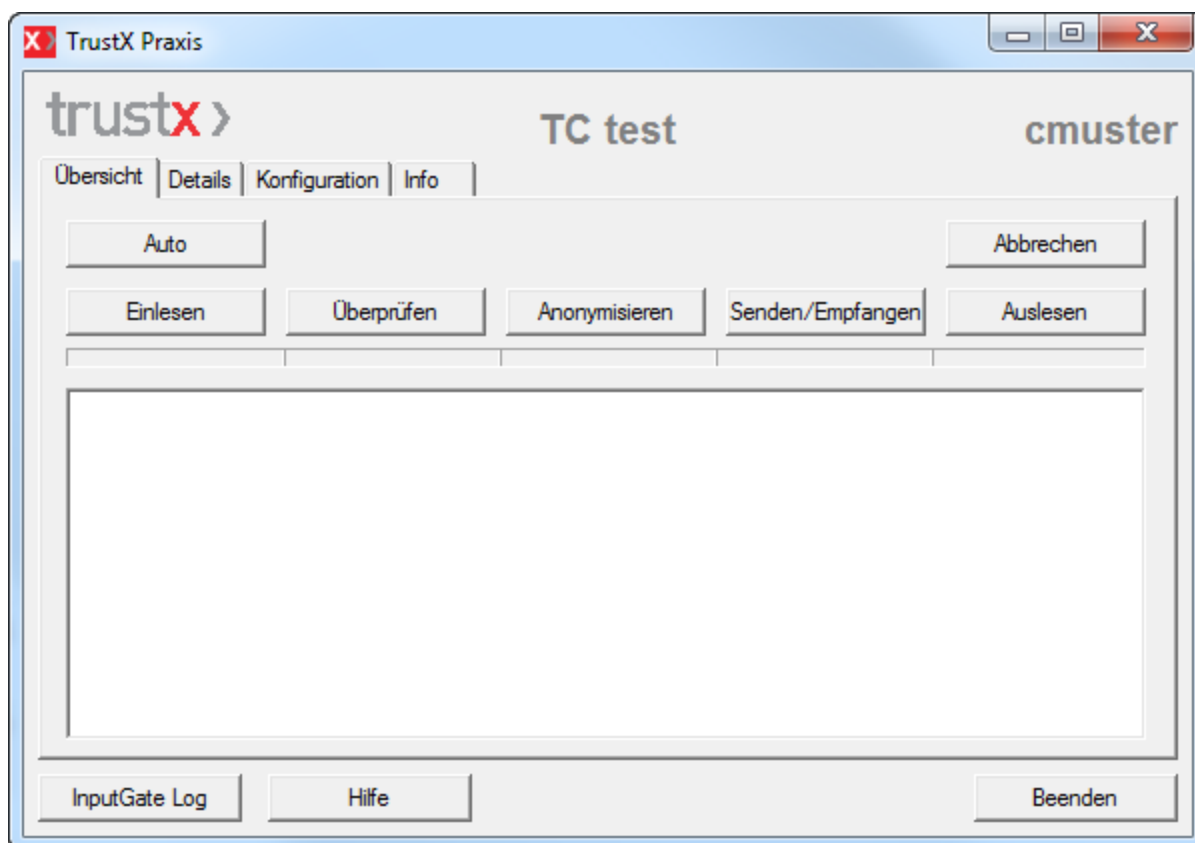 TrustX Praxis
trustx
TC test
cmuster
Übersicht Details Konfiguration Info
Auto Abbrechen
Einlesen Überprüfen Anonymisieren Senden/Empfangen Auslesen
InputGate Log Hilfe Beenden